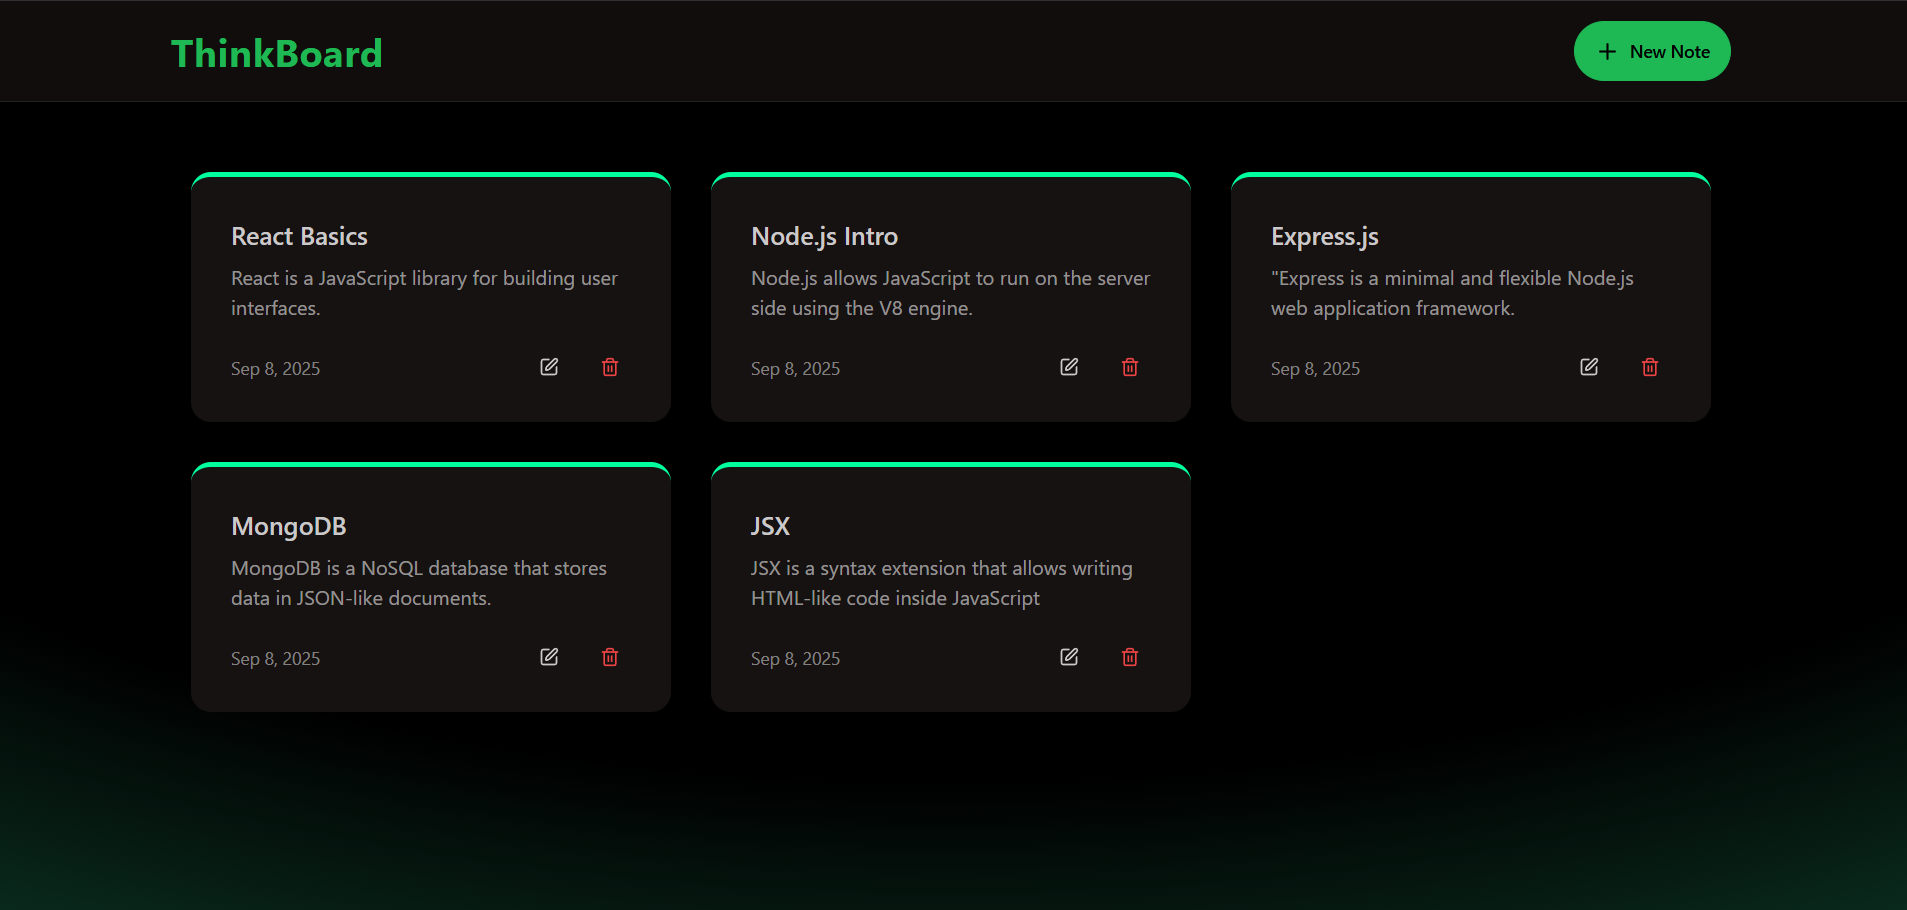 ThinkBoard
New Note
React Basics
React is a JavaScript library for building user
interfaces.
Sep 8, 2025
Node.js Intro
Node.js allows JavaScript to run on the server
side using the V8 engine.
Sep 8, 2025
Express.js
"Express is a minimal and flexible Node.js
web application framework.
Sep 8, 2025
MongoDB
MongoDB is a NoSQL database that stores
data in JSON-like documents.
Sep 8, 2025
JSX
JSX is a syntax extension that allows writing
HTML-like code inside JavaScript
Sep 8, 2025